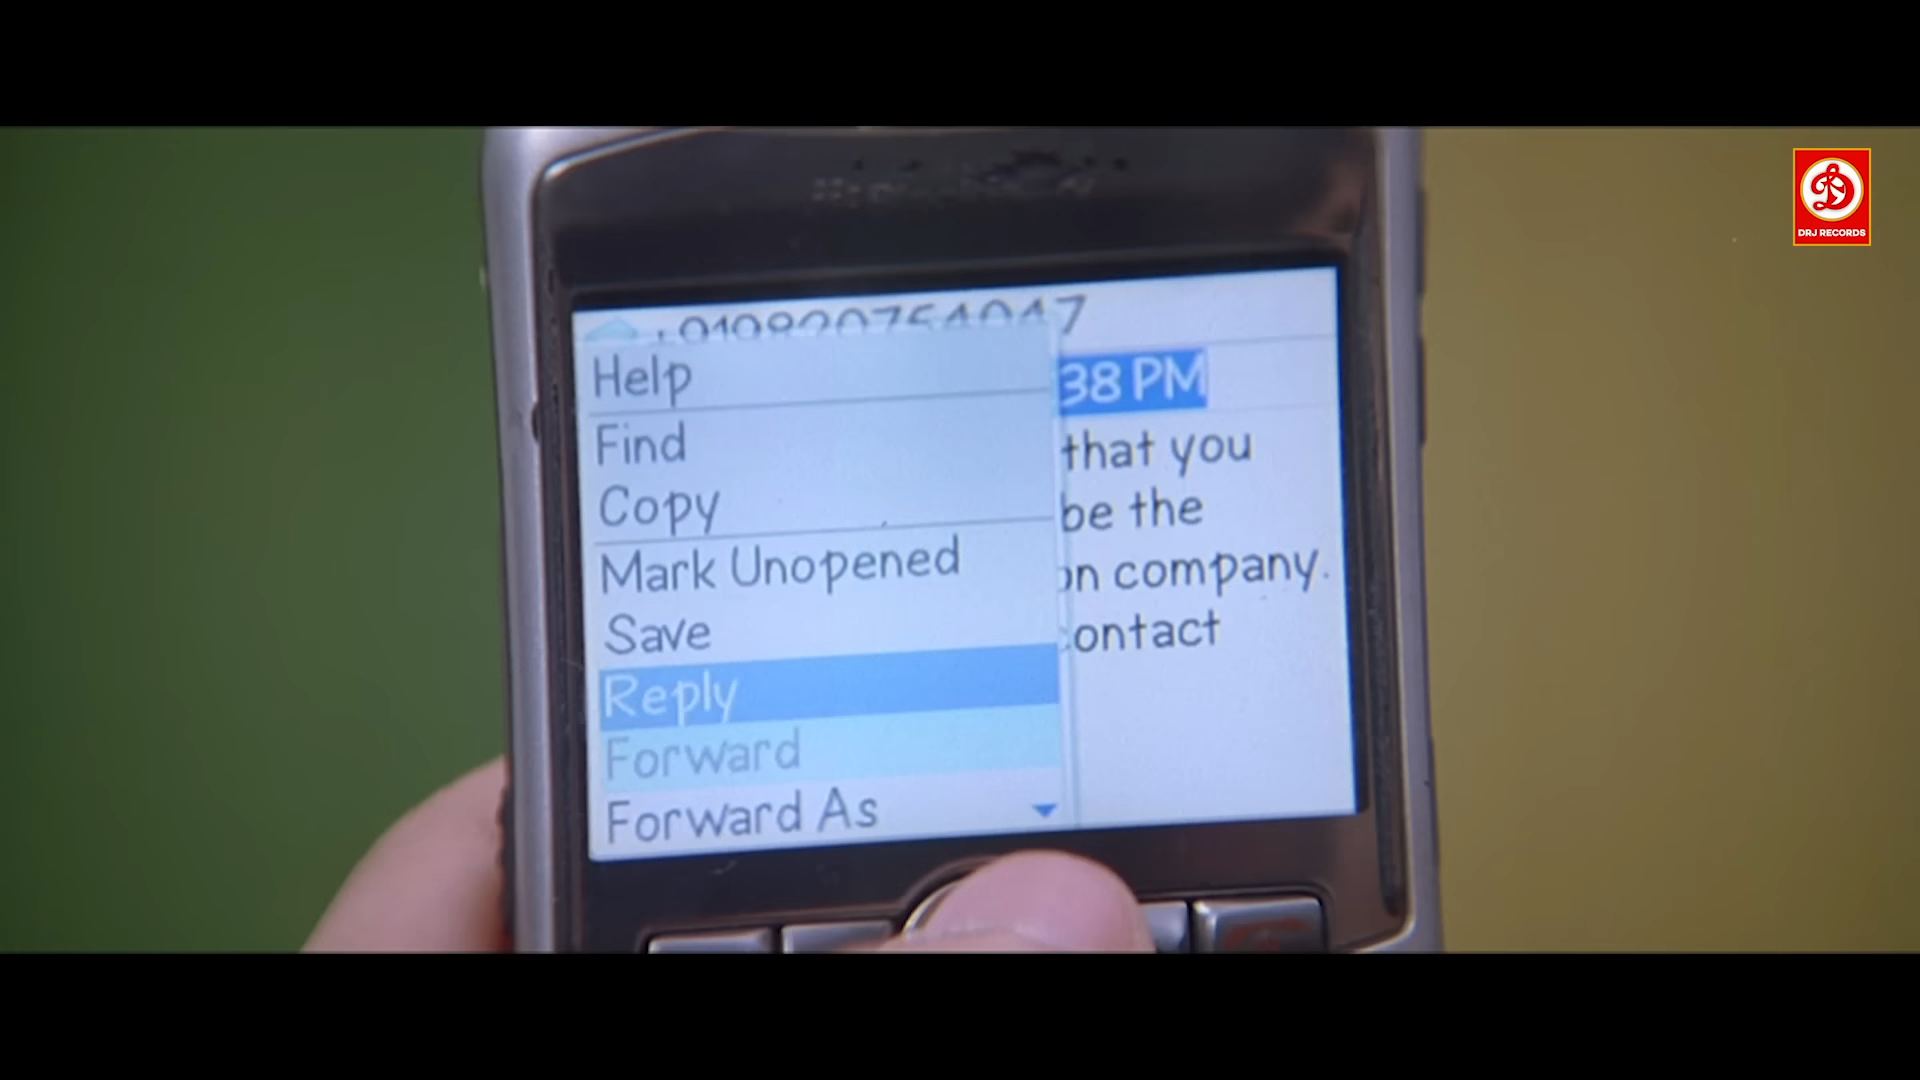 DRJ RECORDS
Help
38 PM
Find
that you
Copy
be the
Mark Unopened
on company.
Save
contact
Reply
Forward
Forward As